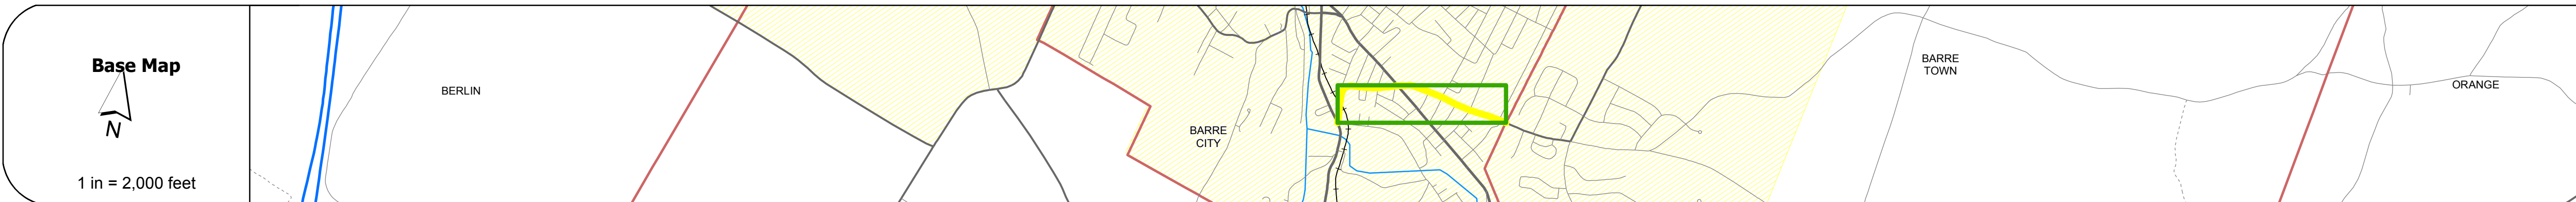 Base Map
N
1 in = 2,000 feet
BERLIN
BARRE
CITY
BARRE
TOWN
ORANGE